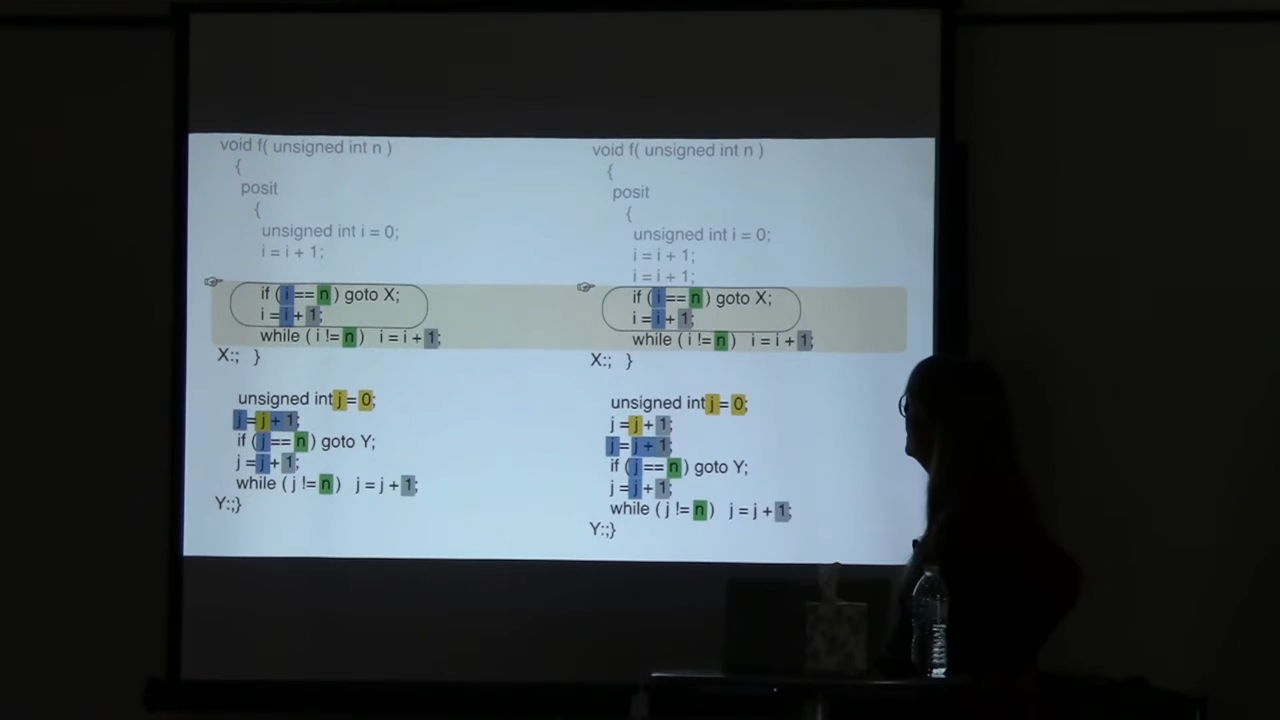 void f( unsigned int n )
{
posit
{
unsigned int i = 0;
i = i + 1;
if ( i == n ) goto X;
i = i + 1;
while ( i != n ) i = i + 1;
X:; }
unsigned int j = 0;
j = j + 1;
if ( j == n ) goto Y;
j = j + 1;
while ( j != n ) j = j + 1;
Y:;}
void f( unsigned int n )
{
posit
{
unsigned int i = 0;
i = i + 1;
i = i + 1;
if ( i == n ) goto X;
i = i + 1;
while ( i != n ) i = i + 1;
X:; }
unsigned int j = 0;
j = j + 1;
j = j + 1;
if ( j == n ) goto Y;
j = j + 1;
while ( j != n ) j = j + 1;
Y:;}